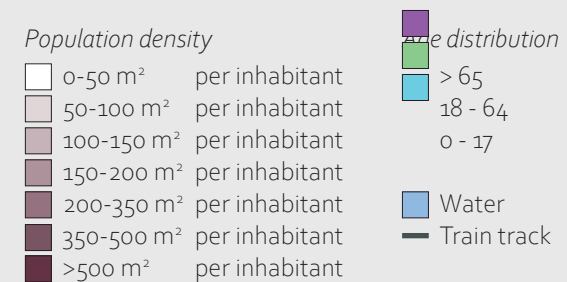 Population density
0-50 m² per inhabitant
50-100 m² per inhabitant
100-150 m² per inhabitant
150-200 m² per inhabitant
200-350 m² per inhabitant
350-500 m² per inhabitant
>500 m² per inhabitant
Age distribution
> 65
18 - 64
0 - 17
Water
Train track